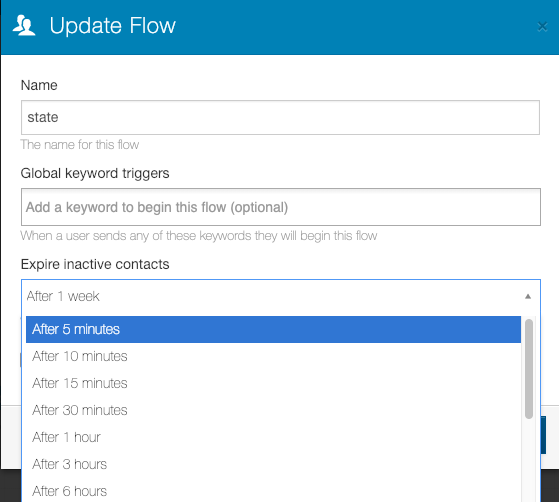 Update Flow
×
Name
state
The name for this flow
Global keyword triggers
Add a keyword to begin this flow (optional)
When a user sends any of these keywords they will begin this flow
Expire inactive contacts
After 1 week
After 5 minutes
After 10 minutes
After 15 minutes
After 30 minutes
After 1 hour
After 3 hours
After 6 hours